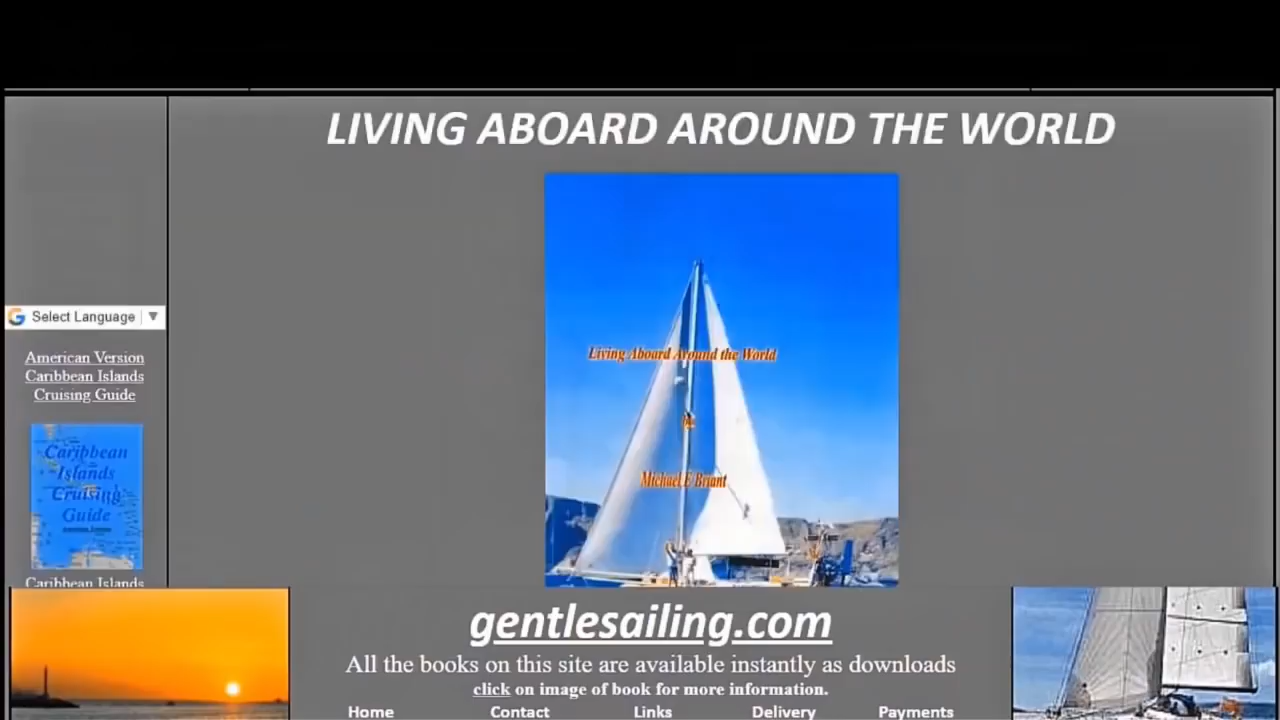 LIVING ABOARD AROUND THE WORLD
Select Language
American Version
Caribbean Islands
Cruising Guide
Caribbean
Islands
Cruising
Guide
Caribbean Islands
Living Aboard Around the World
by
Michael E Briant
gentlesailing.com
All the books on this site are available instantly as downloads
click on image of book for more information.
Home Contact Links Delivery Payments